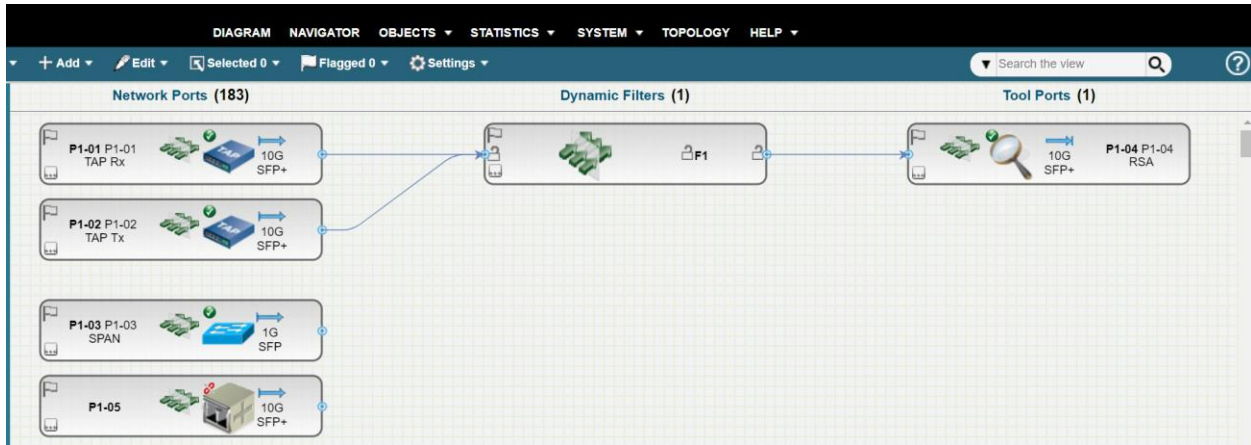 DIAGRAM NAVIGATOR OBJECTS STATISTICS SYSTEM TOPOLOGY HELP
+ Add Edit Selected 0 Flagged 0 Settings Search the view ?
Network Ports (183) Dynamic Filters (1) Tool Ports (1)
P1-01 P1-01
TAP Rx
TAP
10G
SFP+
F1
10G
SFP+
P1-04 P1-04
RSA
P1-02 P1-02
TAP Tx
TAP
10G
SFP+
P1-03 P1-03
SPAN
1G
SFP
P1-05
10G
SFP+